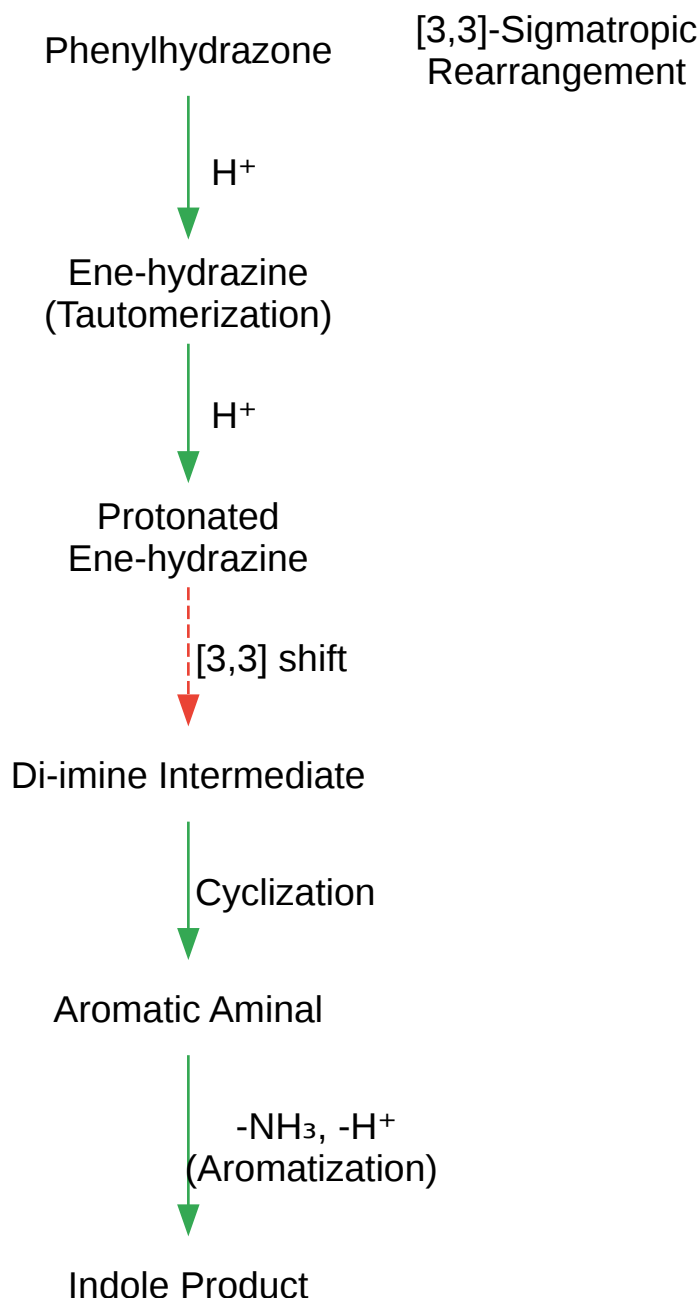 Phenylhydrazone
[3,3]-Sigmatropic
Rearrangement
H⁺
Ene-hydrazine
(Tautomerization)
H⁺
Protonated
Ene-hydrazine
[3,3] shift
Di-imine Intermediate
Cyclization
Aromatic Aminal
-NH₃, -H⁺
(Aromatization)
Indole Product